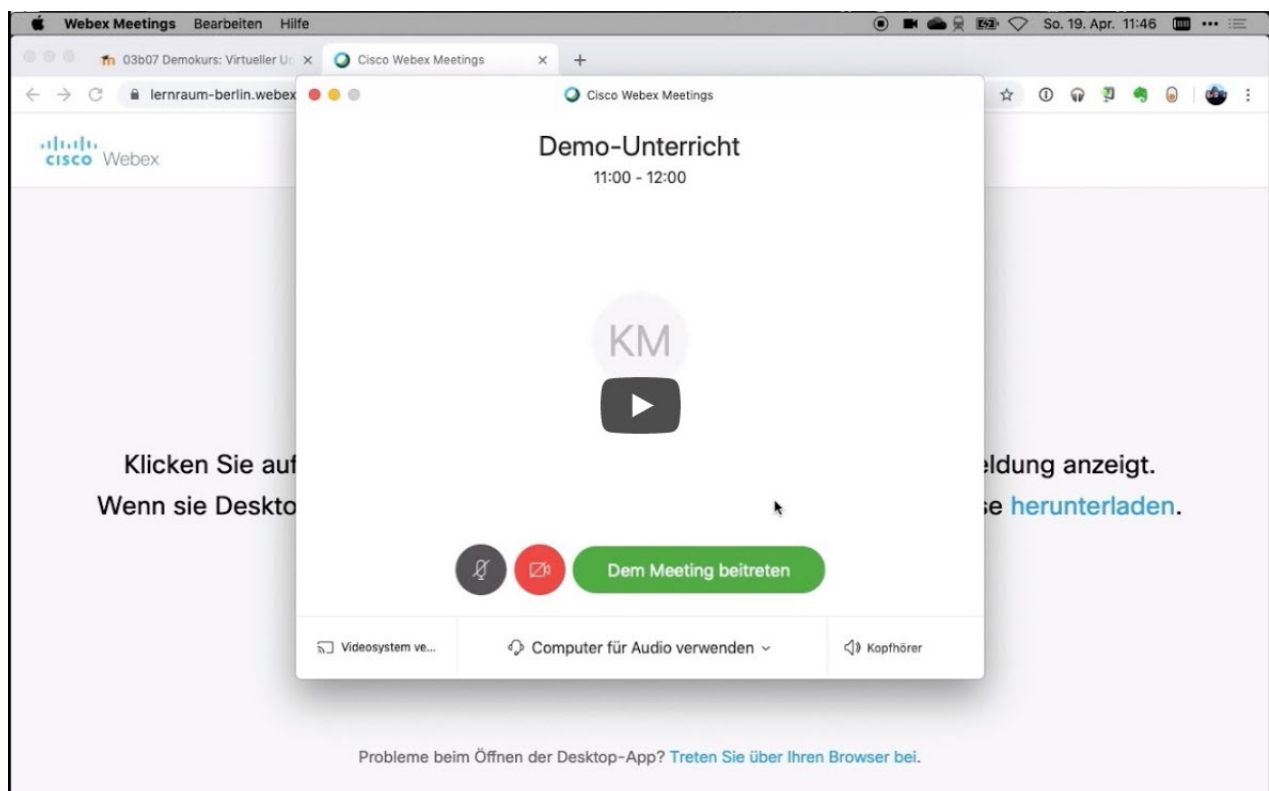 Webex Meetings Bearbeiten Hilfe So. 19. Apr. 11:46
03b07 Demokurs: Virtueller Un Cisco Webex Meetings
lernraum-berlin.webex
Cisco Webex Meetings
cisco Webex
Demo-Unterricht
11:00 - 12:00
KM
Klicken Sie auf eldung anzeigt.
Wenn sie Deskto se herunterladen.
Dem Meeting beitreten
Videosystem ve... Computer für Audio verwenden Kopfhörer
Probleme beim Öffnen der Desktop-App? Treten Sie über Ihren Browser bei.